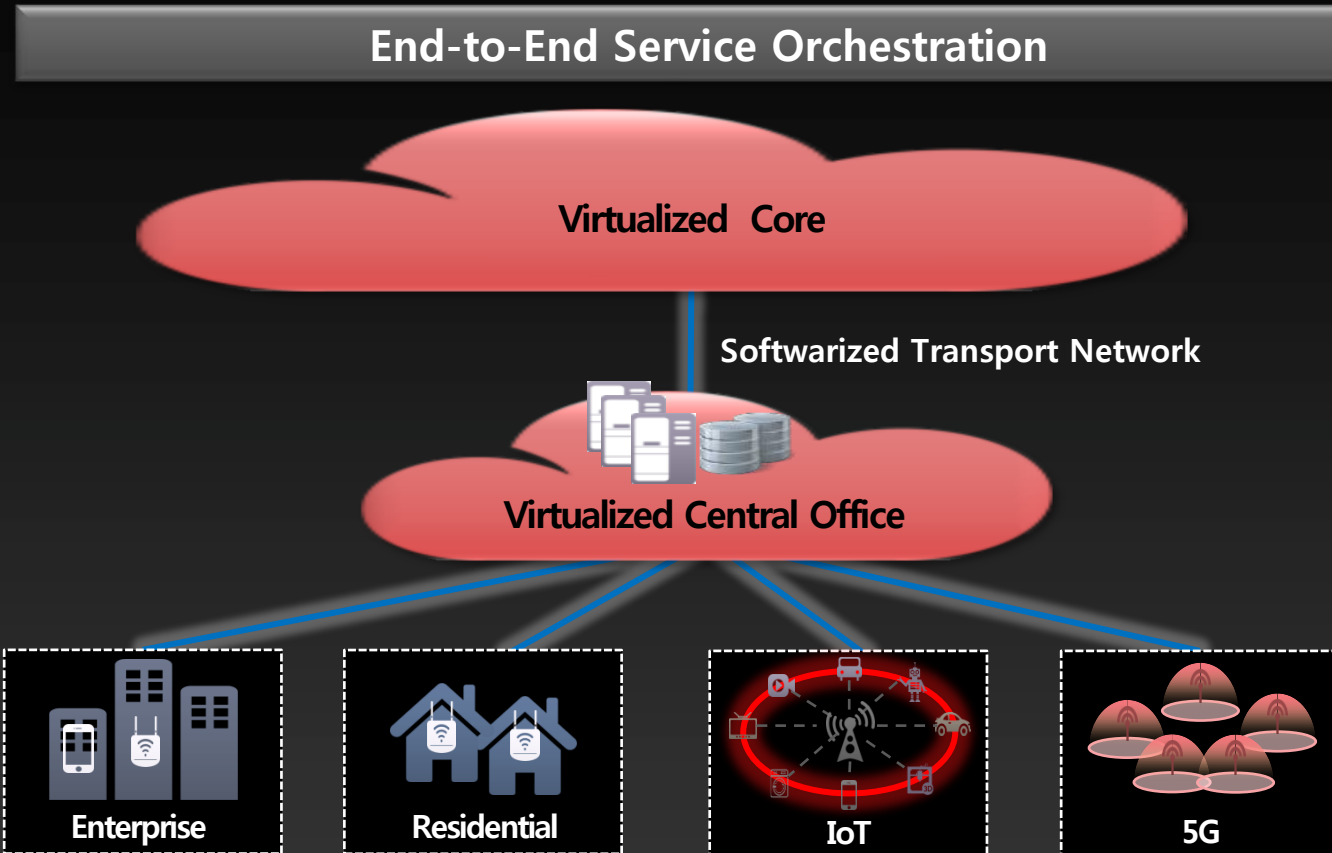 End-to-End Service Orchestration
Virtualized Core
Softwarized Transport Network
Virtualized Central Office
Enterprise
Residential
IoT
5G